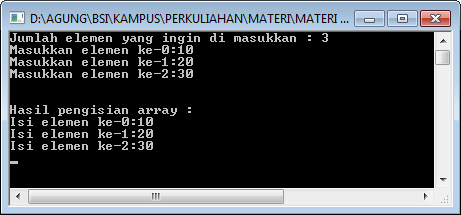 D:\AGUNG\BSI\KAMPUS\PERKULIAHAN\MATERI\MATERI ...
Jumlah elemen yang ingin di masukkan : 3
Masukkan elemen ke-0:10
Masukkan elemen ke-1:20
Masukkan elemen ke-2:30
Hasil pengisian array :
Isi elemen ke-0:10
Isi elemen ke-1:20
Isi elemen ke-2:30